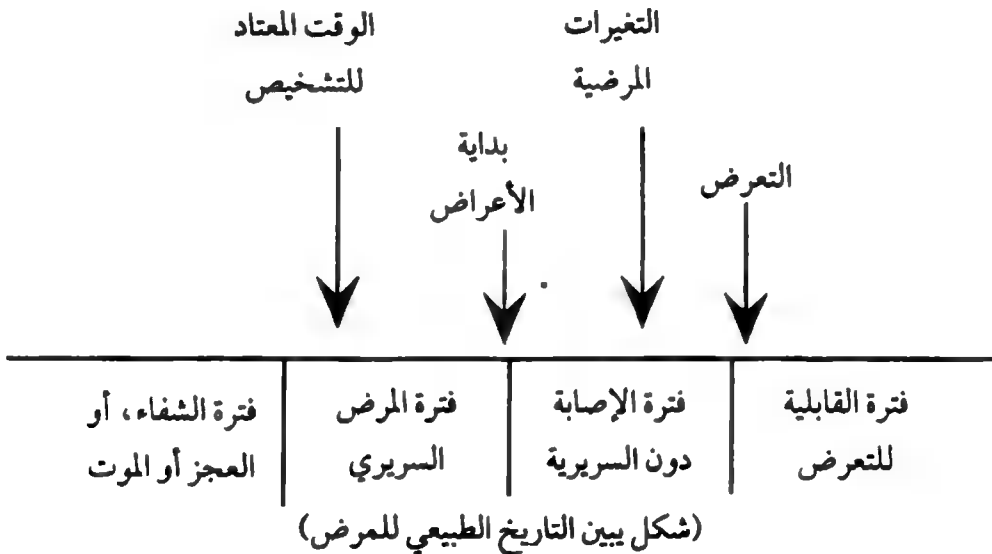 التغيرات
المرضية
الوقت المعتاد
للتشخيص
التعرض
بداية
الأعراض
فترة القابلية
للتعرض
فترة الإصابة
دون السريرية
فترة المرض
السريري
فترة الشفاء، أو
العجز أو الموت
(شكل يبين التاريخ الطبيعي للمرض)